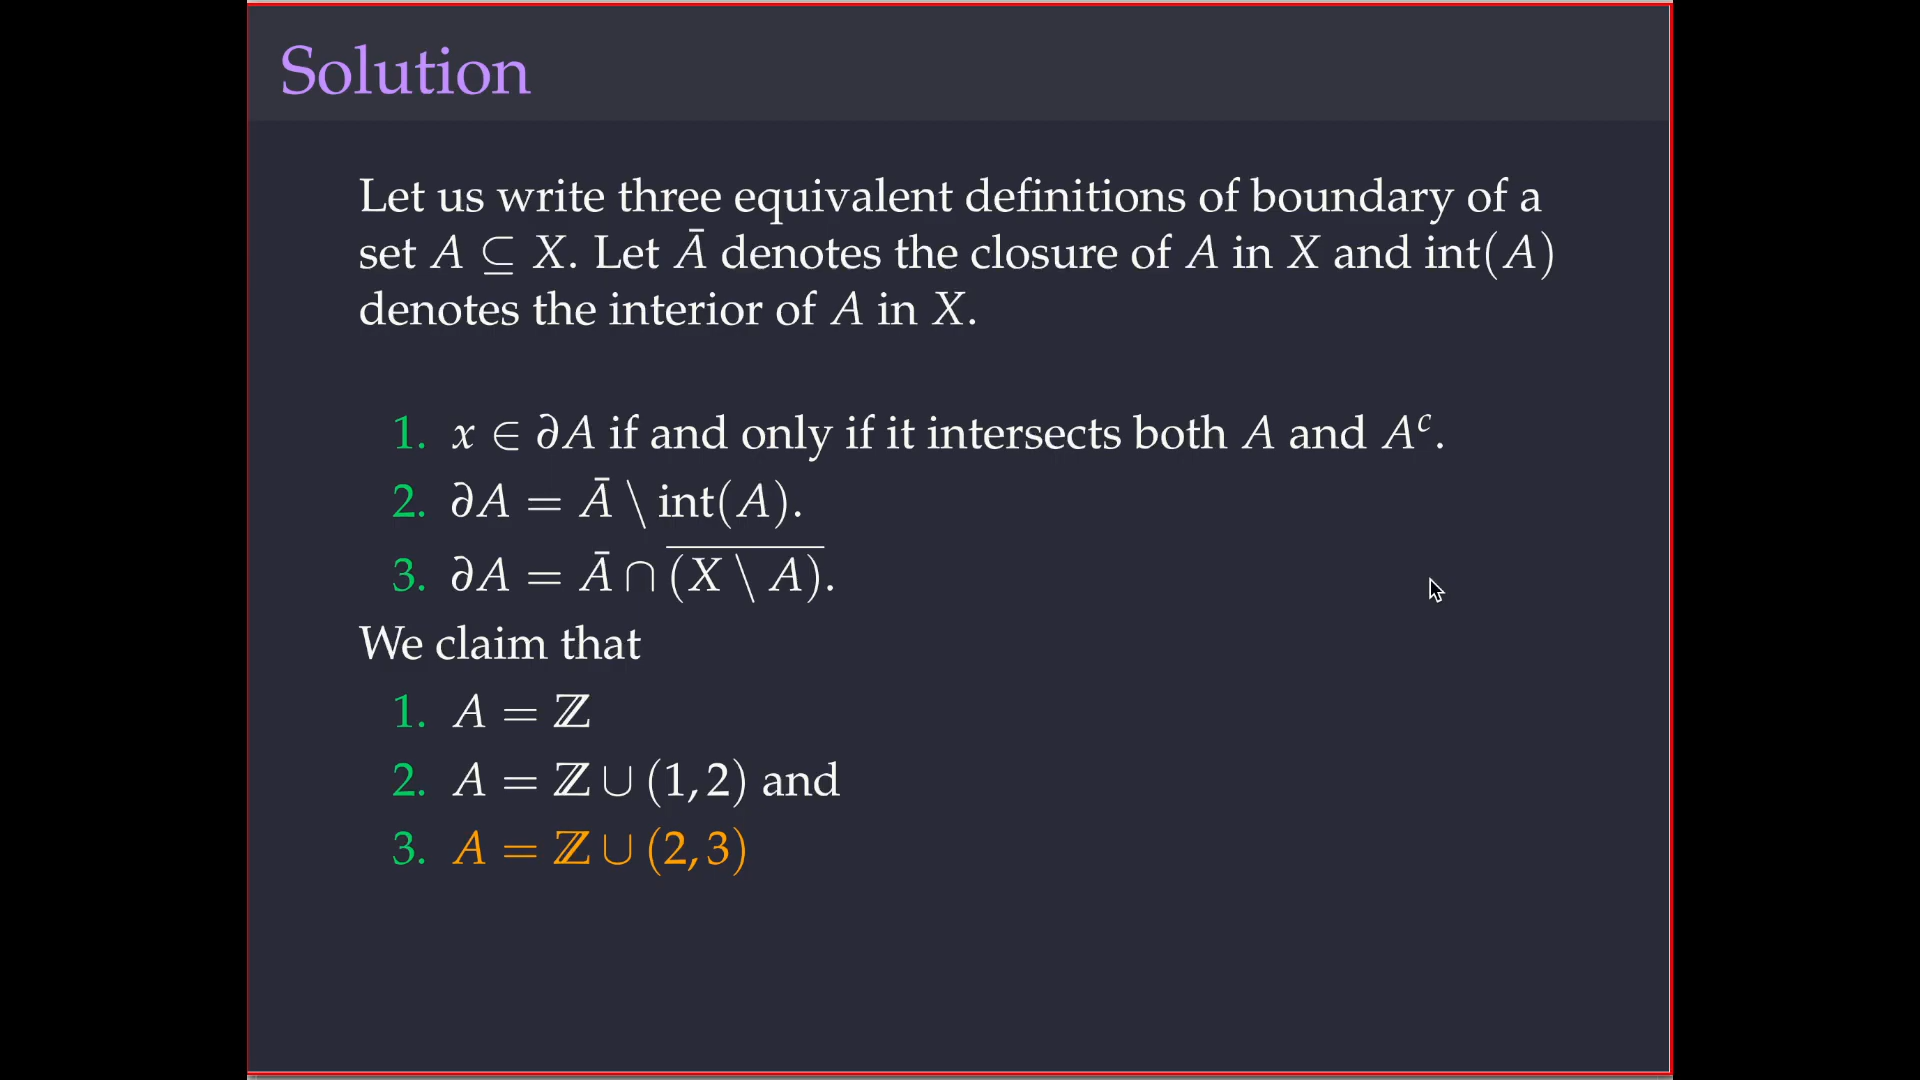 Solution
Let us write three equivalent definitions of boundary of a
set A ⊆ X. Let Ā denotes the closure of A in X and int(A)
denotes the interior of A in X.
1. x ∈ ∂A if and only if it intersects both A and Aᶜ.
2. ∂A = Ā \ int(A).
3. ∂A = Ā ∩ \overline{(X \ A)}.
We claim that
1. A = ℤ
2. A = ℤ ∪ (1, 2) and
3. A = ℤ ∪ (2, 3)